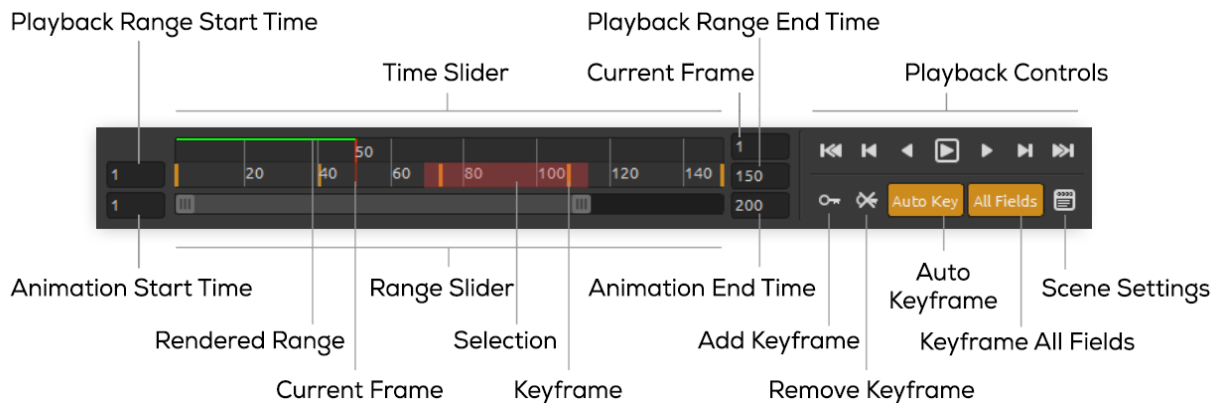 Playback Range Start Time
Playback Range End Time
Time Slider
Current Frame
Playback Controls
50
1
1
20
40
60
80
100
120
140
150
1
200
Auto Key
All Fields
Animation Start Time
Range Slider
Animation End Time
Auto
Keyframe
Scene Settings
Rendered Range
Selection
Add Keyframe
Keyframe All Fields
Current Frame
Keyframe
Remove Keyframe